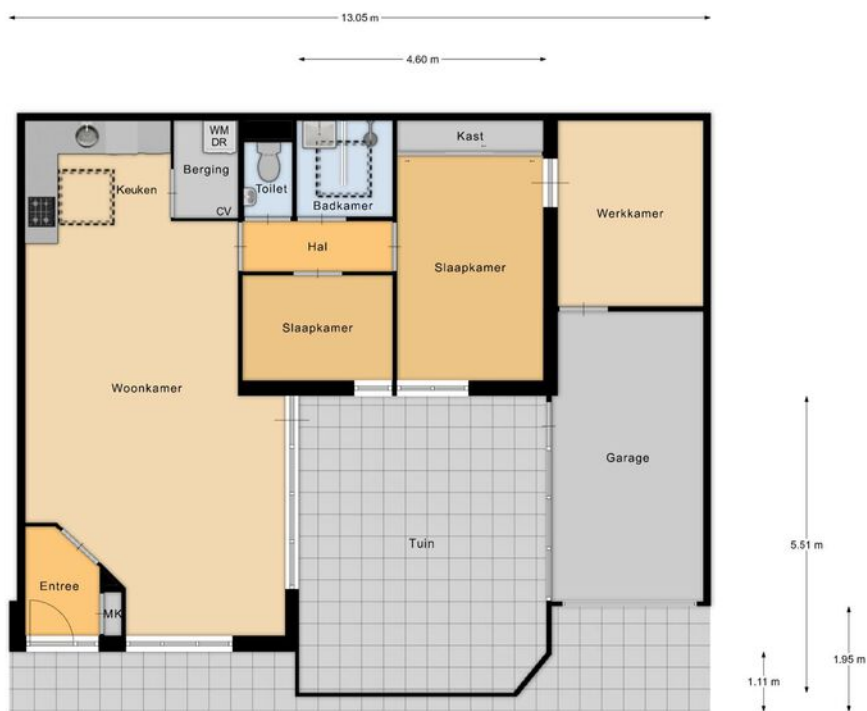 13.05 m
4.60 m
WM
DR
Kast
Keuken
Berging
Toilet
Badkamer
CV
Werkkamer
Hal
Slaapkamer
Slaapkamer
Woonkamer
Garage
Tuin
5.51 m
Entree
MK
1.95 m
1.11 m